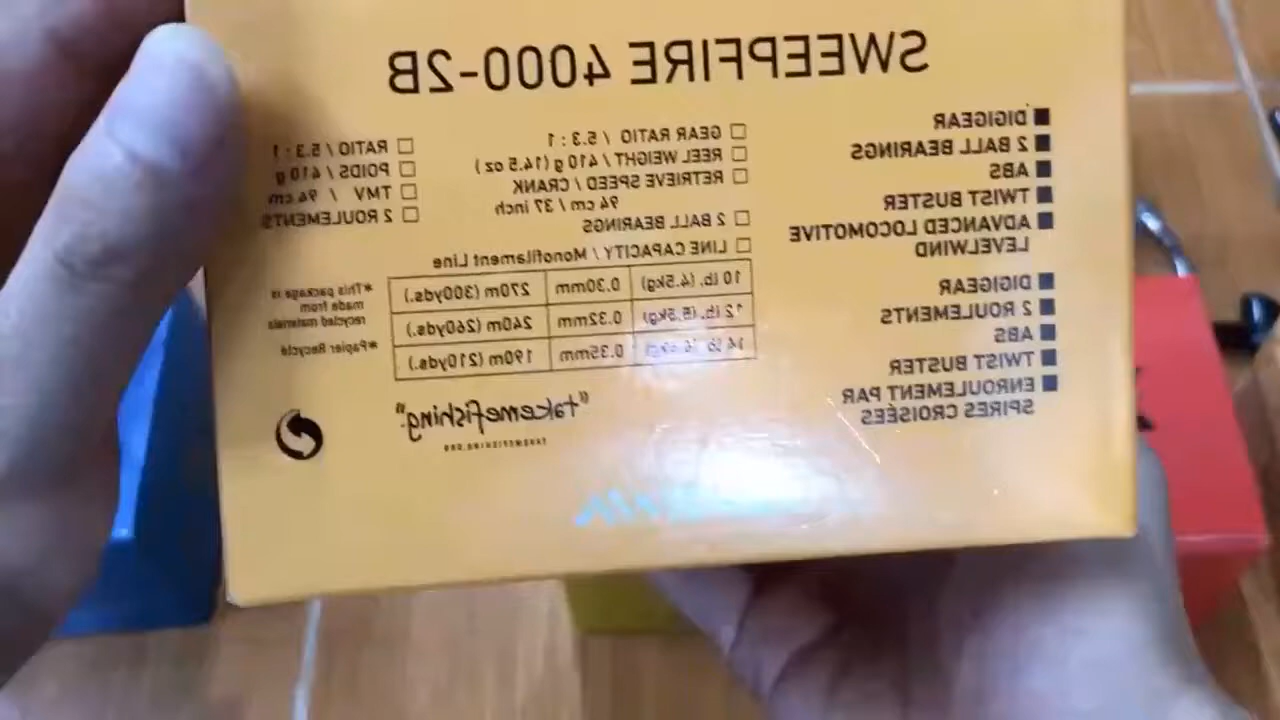 SWEEPFIRE 4000-2B
■ DIGIGEAR
■ 2 BALL BEARINGS
■ ABS
■ TWIST BUSTER
■ ADVANCED LOCOMOTIVE
LEVELWIND
■ DIGIGEAR
■ 2 ROULEMENTS
■ ABS
■ TWIST BUSTER
■ ENROULEMENT PAR
SPIRES CROISÉES
□ GEAR RATIO / 5.3 : 1
□ REEL WEIGHT / 410 g (14.5 oz)
□ RETRIEVE SPEED / CRANK
94 cm / 37 inch
□ 2 BALL BEARINGS
□ LINE CAPACITY / Monofilament Line
10 lb. (4.5kg) 0.30mm 270m (300yds.)
12 lb. (5.5kg) 0.32mm 240m (260yds.)
14 lb. 0.35mm 190m (210yds.)
"takemefishing."
TAKEMEFISHING.ORG
□ RATIO / 5.3 : 1
□ POIDS / 410 g
□ TMV / 94 cm
□ 2 ROULEMENTS
*This package is
made from
recycled materials
*Papier Recyclé